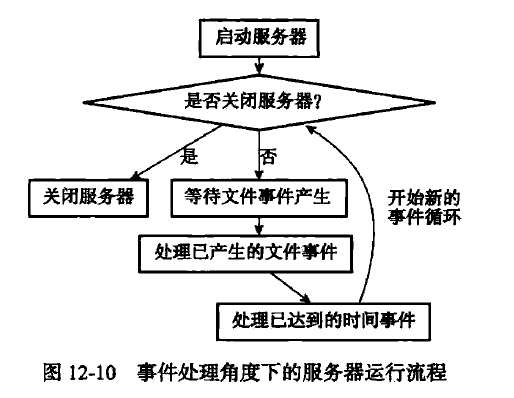 启动服务器
是否关闭服务器？
是
否
关闭服务器
等待文件事件产生
开始新的
事件循环
处理已产生的文件事件
处理已达到的时间事件
图 12-10 事件处理角度下的服务器运行流程